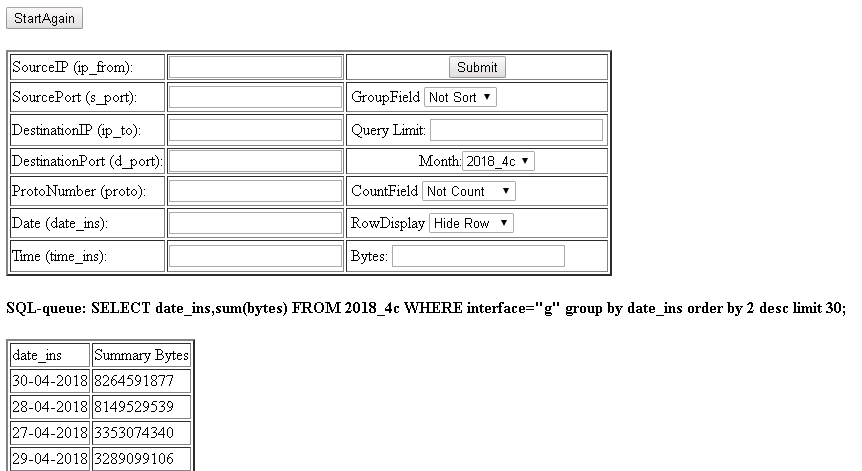 StartAgain
SourceIP (ip_from): Submit
SourcePort (s_port): GroupField Not Sort
DestinationIP (ip_to): Query Limit:
DestinationPort (d_port): Month: 2018_4c
ProtoNumber (proto): CountField Not Count
Date (date_ins): RowDisplay Hide Row
Time (time_ins): Bytes:
SQL-queue: SELECT date_ins,sum(bytes) FROM 2018_4c WHERE interface="g" group by date_ins order by 2 desc limit 30;
date_ins Summary Bytes
30-04-2018 8264591877
28-04-2018 8149529539
27-04-2018 3353074340
29-04-2018 3289099106